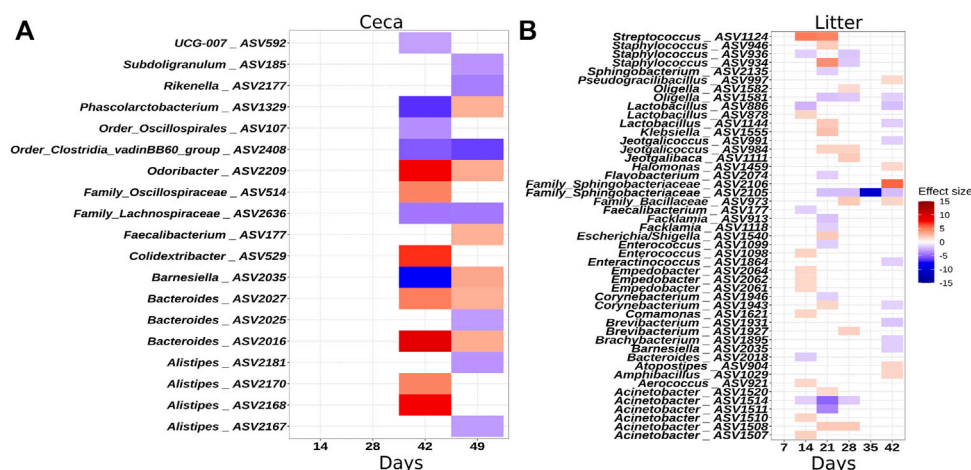 A
Ceca
UCG-007 _ ASV592
Subdoligranulum _ ASV185
Rikenella _ ASV2177
Phascolarctobacterium _ ASV1329
Order_Oscillospirales _ ASV107
Order_Clostridia_vadinBB60_group _ ASV2408
Odoribacter _ ASV2209
Family_Oscillospiraceae _ ASV514
Family_Lachnospiraceae _ ASV2636
Faecalibacterium _ ASV177
Colidextribacter _ ASV529
Barnesiella _ ASV2035
Bacteroides _ ASV2027
Bacteroides _ ASV2025
Bacteroides _ ASV2016
Alistipes _ ASV2181
Alistipes _ ASV2170
Alistipes _ ASV2168
Alistipes _ ASV2167
14 28 42 49
Days
B
Litter
Streptococcus _ ASV1124
Staphylococcus _ ASV946
Staphylococcus _ ASV936
Staphylococcus _ ASV934
Sphingobacterium _ ASV2135
Pseudogracilibacillus _ ASV997
Oligella _ ASV1582
Oligella _ ASV1581
Lactobacillus _ ASV886
Lactobacillus _ ASV878
Lactobacillus _ ASV1144
Klebsiella _ ASV1555
Jeotgalicoccus _ ASV991
Jeotgalicoccus _ ASV984
Jeotgalibaca _ ASV1111
Halomonas _ ASV1459
Flavobacterium _ ASV2074
Family_Sphingobacteriaceae _ ASV2106
Family_Sphingobacteriaceae _ ASV2105
Family_Bacillaceae _ ASV973
Faecalibacterium _ ASV177
Facklamia _ ASV913
Facklamia _ ASV1118
Escherichia/Shigella _ ASV1540
Enterococcus _ ASV1099
Enterococcus _ ASV1098
Enteractinococcus _ ASV1864
Empedobacter _ ASV2064
Empedobacter _ ASV2062
Empedobacter _ ASV2061
Corynebacterium _ ASV1946
Corynebacterium _ ASV1943
Comamonas _ ASV1621
Brevibacterium _ ASV1931
Brevibacterium _ ASV1927
Brachybacterium _ ASV1895
Barnesiella _ ASV2035
Bacteroides _ ASV2018
Atopostipes _ ASV904
Amphibacillus _ ASV1029
Aerococcus _ ASV921
Acinetobacter _ ASV1520
Acinetobacter _ ASV1514
Acinetobacter _ ASV1511
Acinetobacter _ ASV1510
Acinetobacter _ ASV1508
Acinetobacter _ ASV1507
7 14 21 28 35 42
Days
Effect size
15
10
5
0
-5
-10
-15